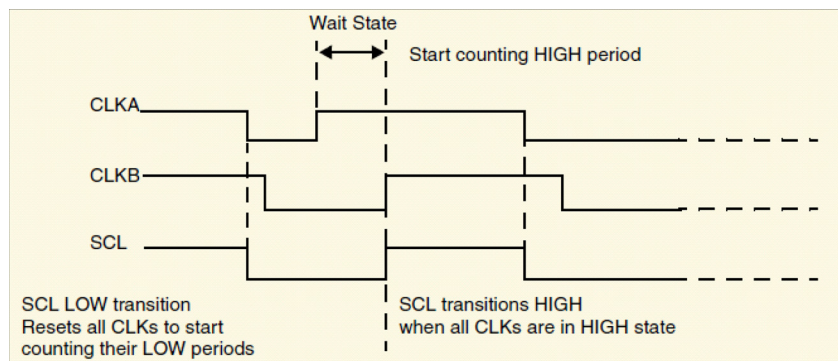 Wait State
Start counting HIGH period
CLKA
CLKB
SCL
SCL LOW transition
Resets all CLKs to start
counting their LOW periods
SCL transitions HIGH
when all CLKs are in HIGH state